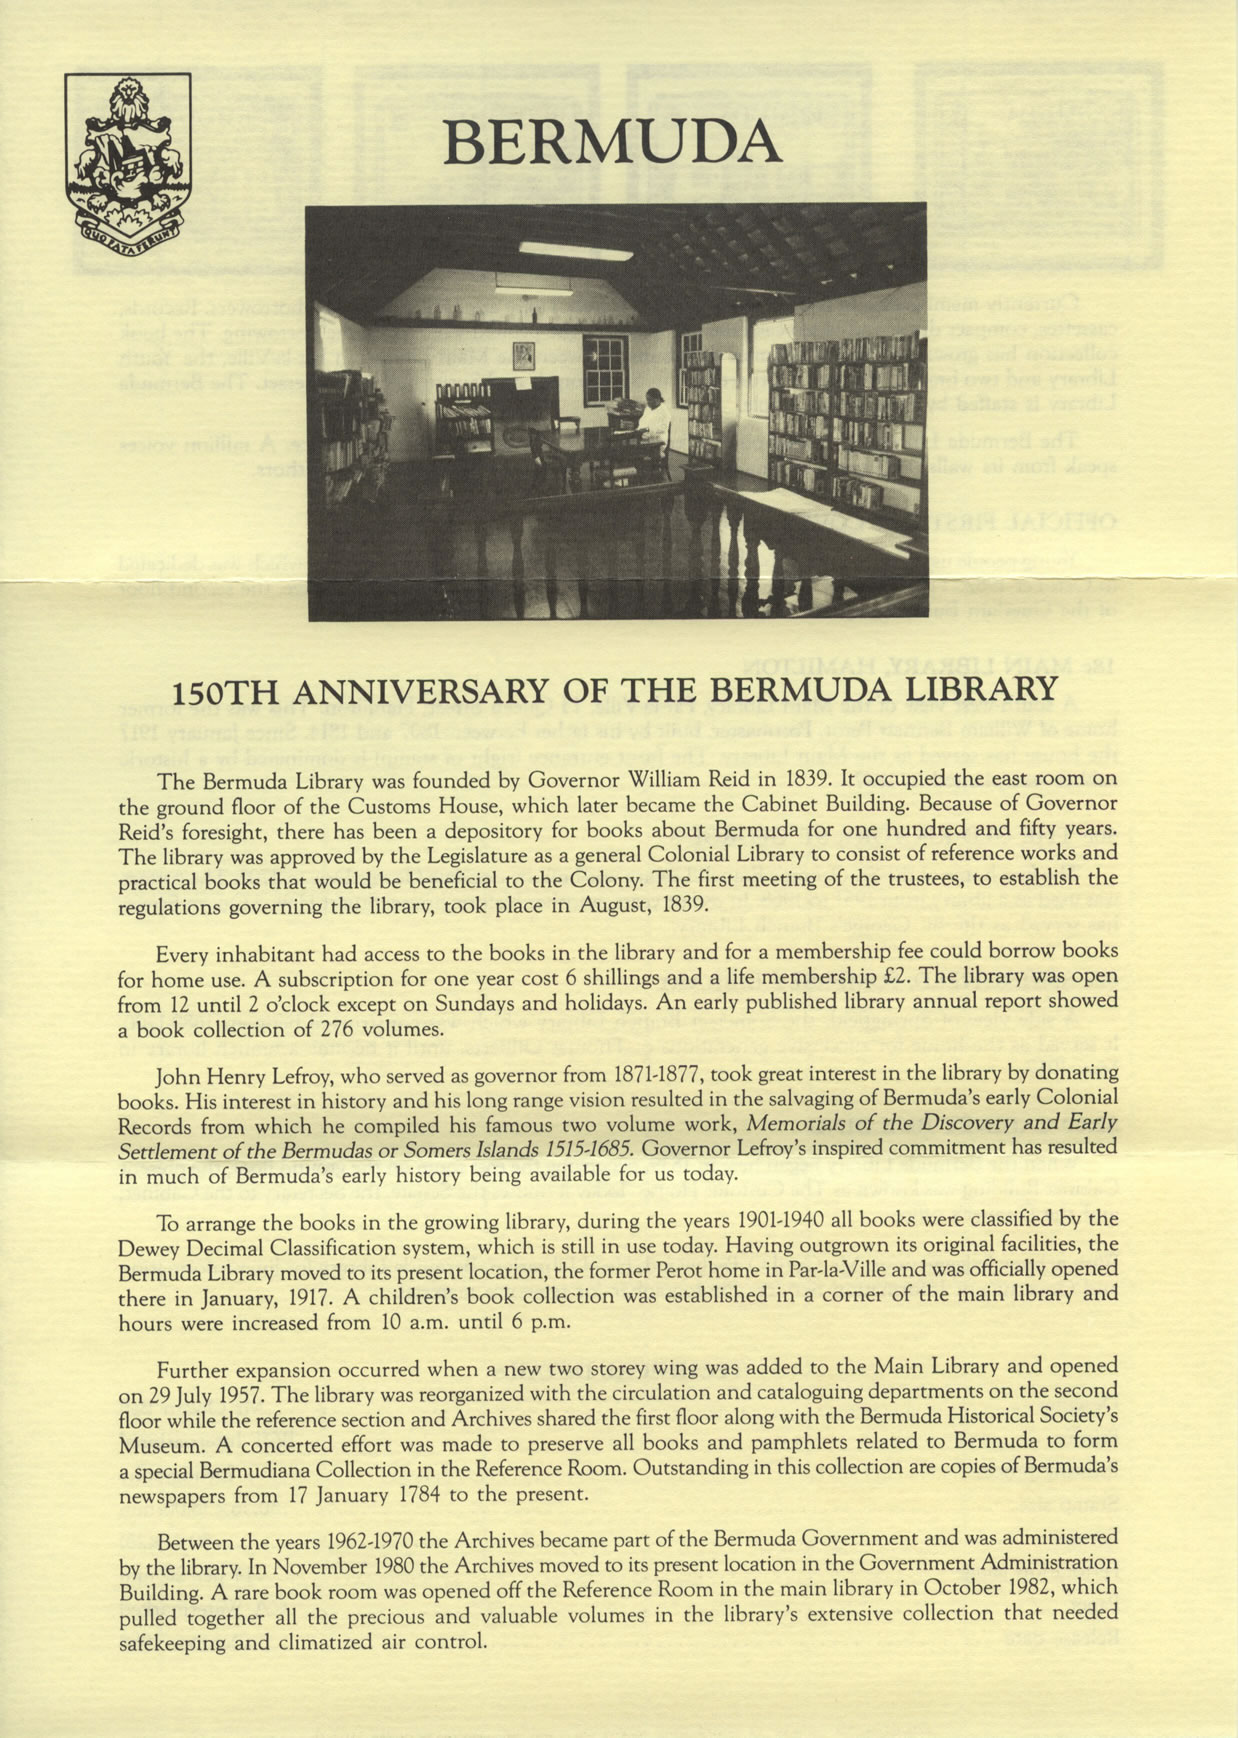 BERMUDA
QUO FATA FERUNT
150TH ANNIVERSARY OF THE BERMUDA LIBRARY
The Bermuda Library was founded by Governor William Reid in 1839. It occupied the east room on
the ground floor of the Customs House, which later became the Cabinet Building. Because of Governor
Reid's foresight, there has been a depository for books about Bermuda for one hundred and fifty years.
The library was approved by the Legislature as a general Colonial Library to consist of reference works and
practical books that would be beneficial to the Colony. The first meeting of the trustees, to establish the
regulations governing the library, took place in August, 1839.
Every inhabitant had access to the books in the library and for a membership fee could borrow books
for home use. A subscription for one year cost 6 shillings and a life membership £2. The library was open
from 12 until 2 o'clock except on Sundays and holidays. An early published library annual report showed
a book collection of 276 volumes.
John Henry Lefroy, who served as governor from 1871-1877, took great interest in the library by donating
books. His interest in history and his long range vision resulted in the salvaging of Bermuda's early Colonial
Records from which he compiled his famous two volume work, Memorials of the Discovery and Early
Settlement of the Bermudas or Somers Islands 1515-1685. Governor Lefroy's inspired commitment has resulted
in much of Bermuda's early history being available for us today.
To arrange the books in the growing library, during the years 1901-1940 all books were classified by the
Dewey Decimal Classification system, which is still in use today. Having outgrown its original facilities, the
Bermuda Library moved to its present location, the former Perot home in Par-la-Ville and was officially opened
there in January, 1917. A children's book collection was established in a corner of the main library and
hours were increased from 10 a.m. until 6 p.m.
Further expansion occurred when a new two storey wing was added to the Main Library and opened
on 29 July 1957. The library was reorganized with the circulation and cataloguing departments on the second
floor while the reference section and Archives shared the first floor along with the Bermuda Historical Society's
Museum. A concerted effort was made to preserve all books and pamphlets related to Bermuda to form
a special Bermudiana Collection in the Reference Room. Outstanding in this collection are copies of Bermuda's
newspapers from 17 January 1784 to the present.
Between the years 1962-1970 the Archives became part of the Bermuda Government and was administered
by the library. In November 1980 the Archives moved to its present location in the Government Administration
Building. A rare book room was opened off the Reference Room in the main library in October 1982, which
pulled together all the precious and valuable volumes in the library's extensive collection that needed
safekeeping and climatized air control.